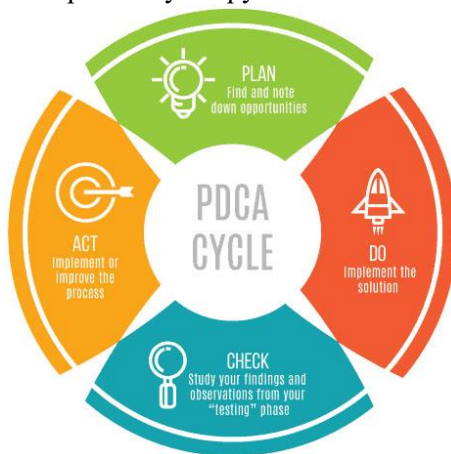 PLAN
Find and note
down opportunities
PDCA
CYCLE
DO
Implement the
solution
CHECK
Study your findings and
observations from your
"testing" phase
ACT
Implement or
improve the
process